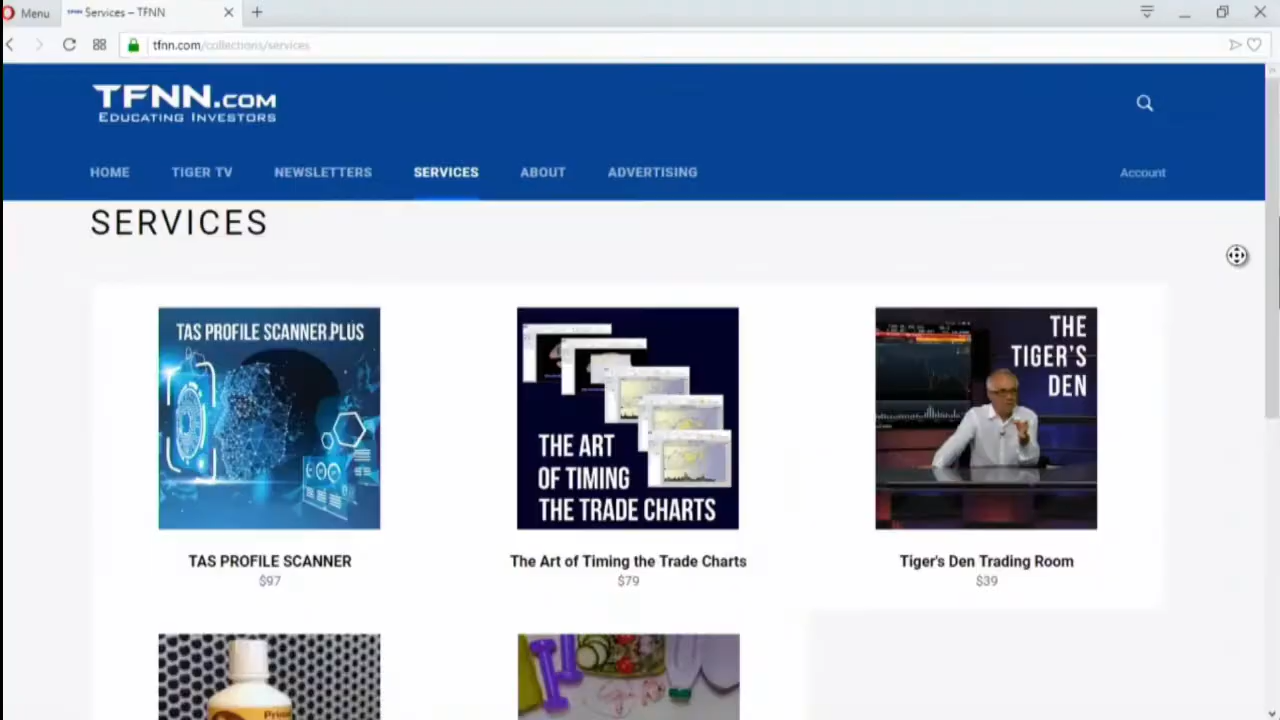 Menu
Services – TFNN
tfnn.com/collections/services
TFNN.COM
EDUCATING INVESTORS
HOME TIGER TV NEWSLETTERS SERVICES ABOUT ADVERTISING Account
SERVICES
TAS PROFILE SCANNER PLUS
THE ART
OF TIMING
THE TRADE CHARTS
THE
TIGER'S
DEN
TAS PROFILE SCANNER
$97
The Art of Timing the Trade Charts
$79
Tiger's Den Trading Room
$39